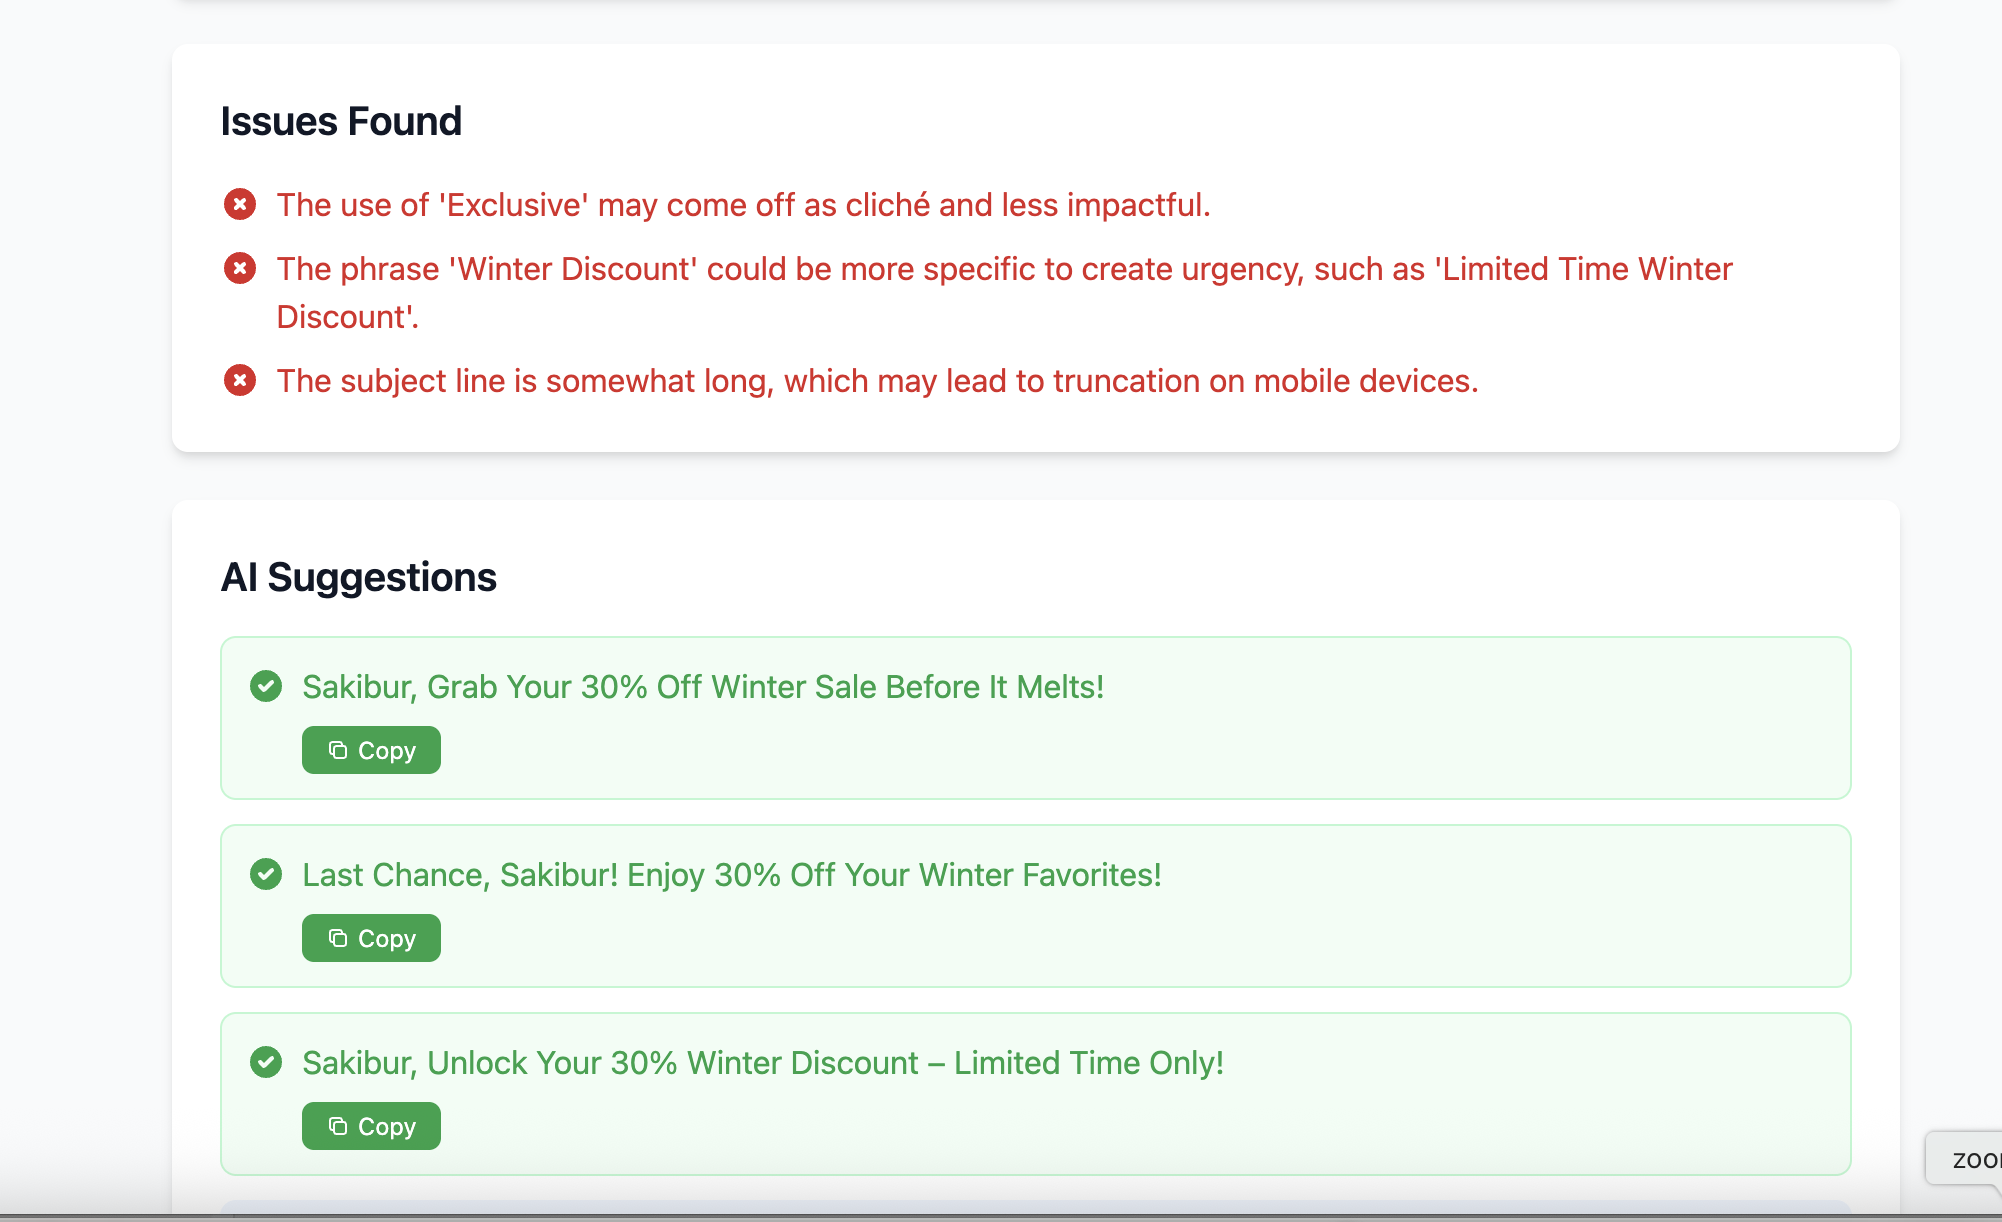 Issues Found
The use of 'Exclusive' may come off as cliché and less impactful.
The phrase 'Winter Discount' could be more specific to create urgency, such as 'Limited Time Winter
Discount'.
The subject line is somewhat long, which may lead to truncation on mobile devices.
AI Suggestions
Sakibur, Grab Your 30% Off Winter Sale Before It Melts!
Copy
Last Chance, Sakibur! Enjoy 30% Off Your Winter Favorites!
Copy
Sakibur, Unlock Your 30% Winter Discount – Limited Time Only!
Copy